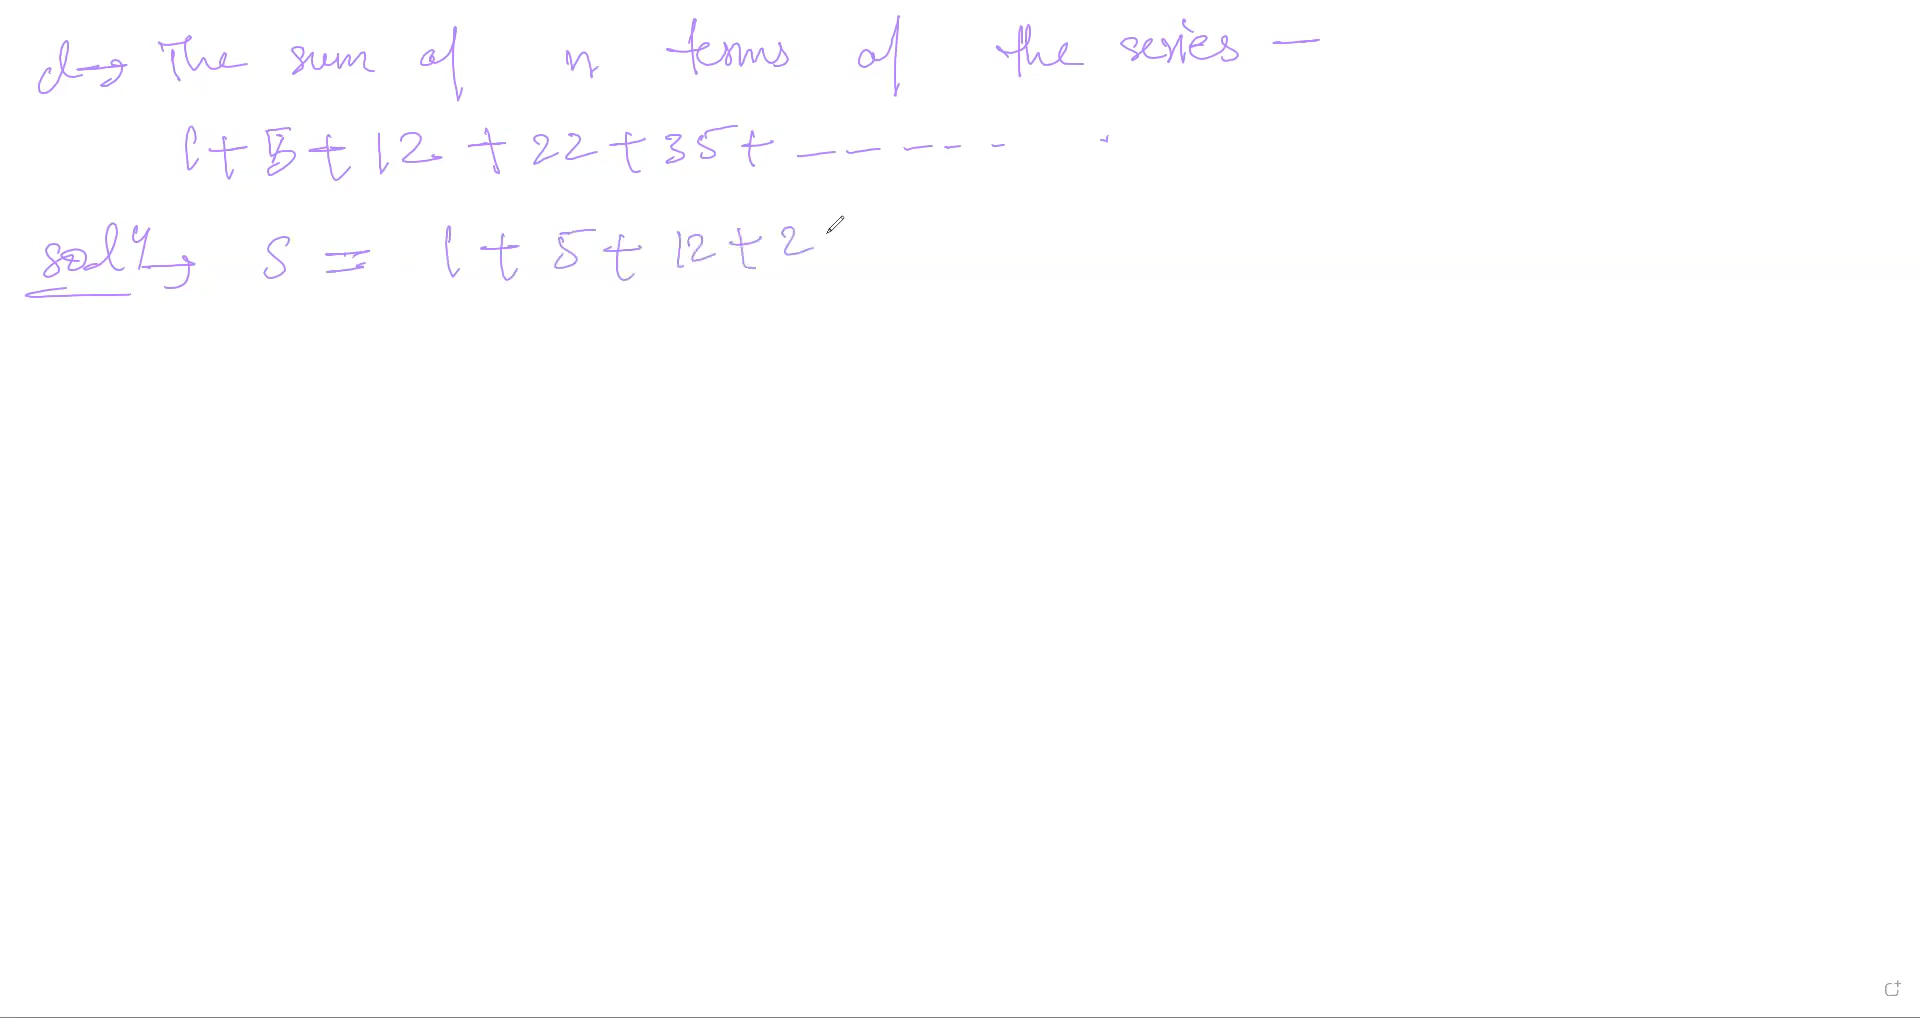 d→ The sum of n terms of the series —
1 + 5 + 12 + 22 + 35 + ------
solⁿ→ S = 1 + 5 + 12 + 2